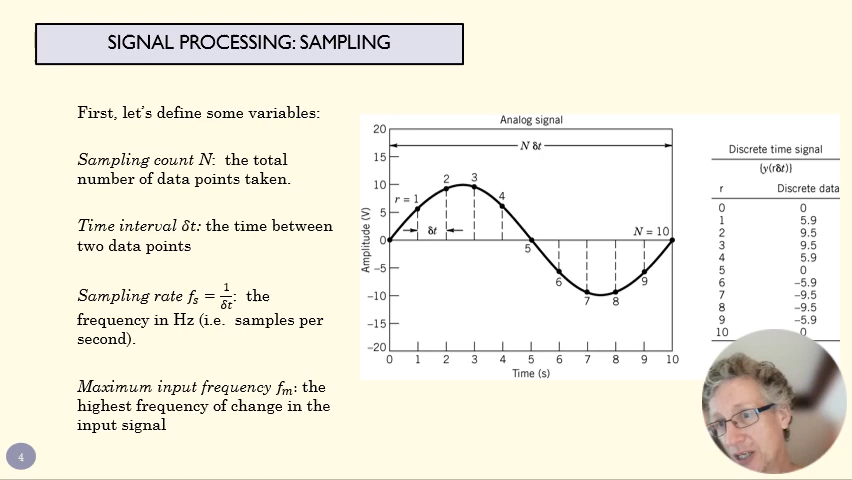 SIGNAL PROCESSING: SAMPLING
First, let's define some variables:
Sampling count N: the total
number of data points taken.
Time interval δt: the time between
two data points
Sampling rate fₛ = 1/δt: the
frequency in Hz (i.e. samples per
second).
Maximum input frequency fₘ: the
highest frequency of change in the
input signal
4
Analog signal
20
15
10
5
0
−5
−10
−15
−20
Amplitude (V)
N δt
r = 1
2
3
4
5
6
7
8
9
N = 10
δt
0 1 2 3 4 5 6 7 8 9 10
Time (s)
Discrete time signal
{y(rδt)}
r Discrete data
0 0
1 5.9
2 9.5
3 9.5
4 5.9
5 0
6 −5.9
7 −9.5
8 −9.5
9 −5.9
10 0